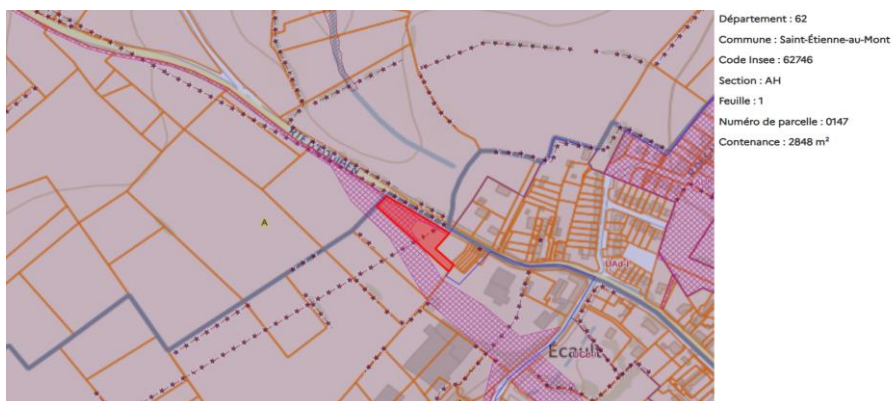 Département : 62
Commune : Saint-Étienne-au-Mont
Code Insee : 62746
Section : AH
Feuille : 1
Numéro de parcelle : 0147
Contenance : 2848 m²
A
Écault